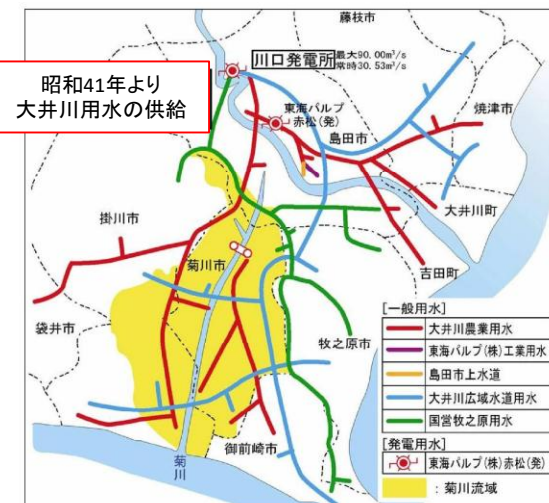 藤枝市
川口発電所
最大90.00m³/s
常時30.53m³/s
昭和41年より
大井川用水の供給
東海パルプ
赤松(発)
焼津市
島田市
大井川町
掛川市
菊川市
吉田町
袋井市
牧之原市
御前崎市
菊川
[一般用水]
大井川農業用水
東海パルプ(株)工業用水
島田市上水道
大井川広域水道用水
国営牧之原用水
[発電用水]
東海パルプ(株)赤松(発)
：菊川流域